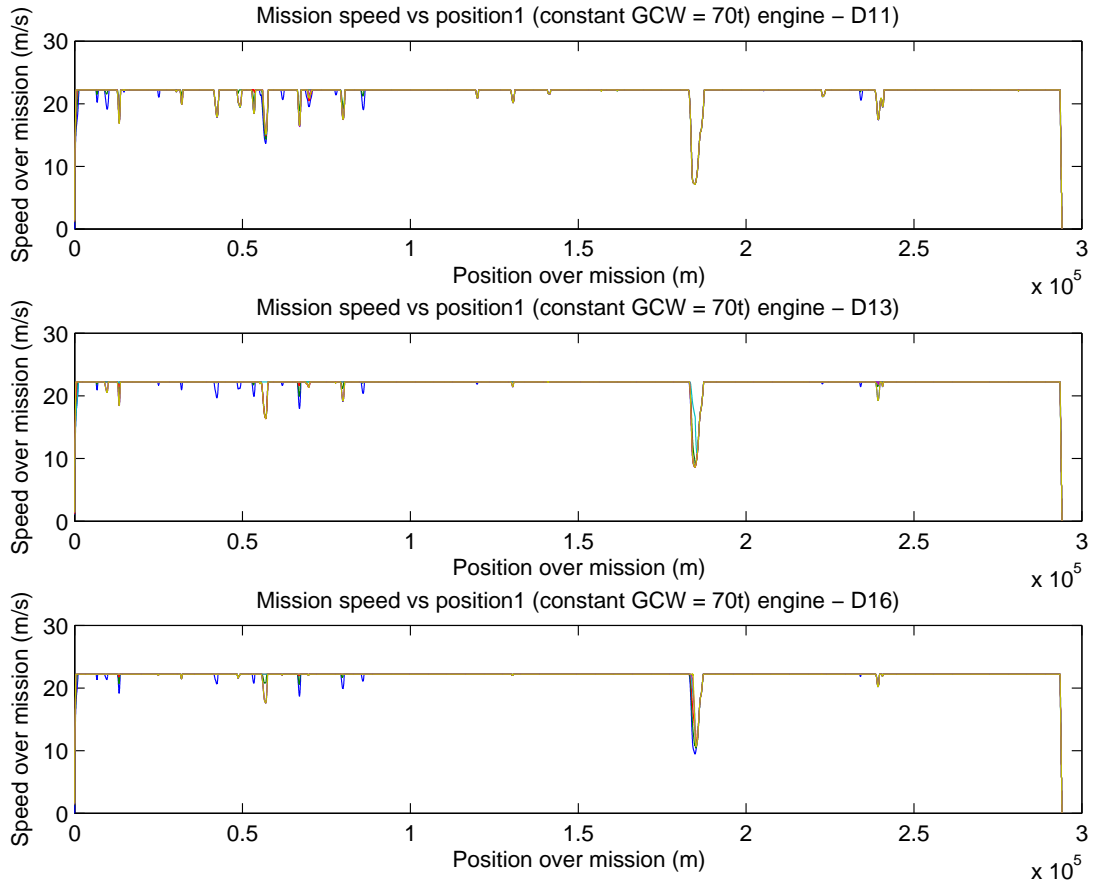 Mission speed vs position1 (constant GCW = 70t) engine − D11)
Speed over mission (m/s)
30
20
10
0
0 0.5 1 1.5 2 2.5 3
x 10^5
Position over mission (m)
Mission speed vs position1 (constant GCW = 70t) engine − D13)
Speed over mission (m/s)
30
20
10
0
0 0.5 1 1.5 2 2.5 3
x 10^5
Position over mission (m)
Mission speed vs position1 (constant GCW = 70t) engine − D16)
Speed over mission (m/s)
30
20
10
0
0 0.5 1 1.5 2 2.5 3
x 10^5
Position over mission (m)